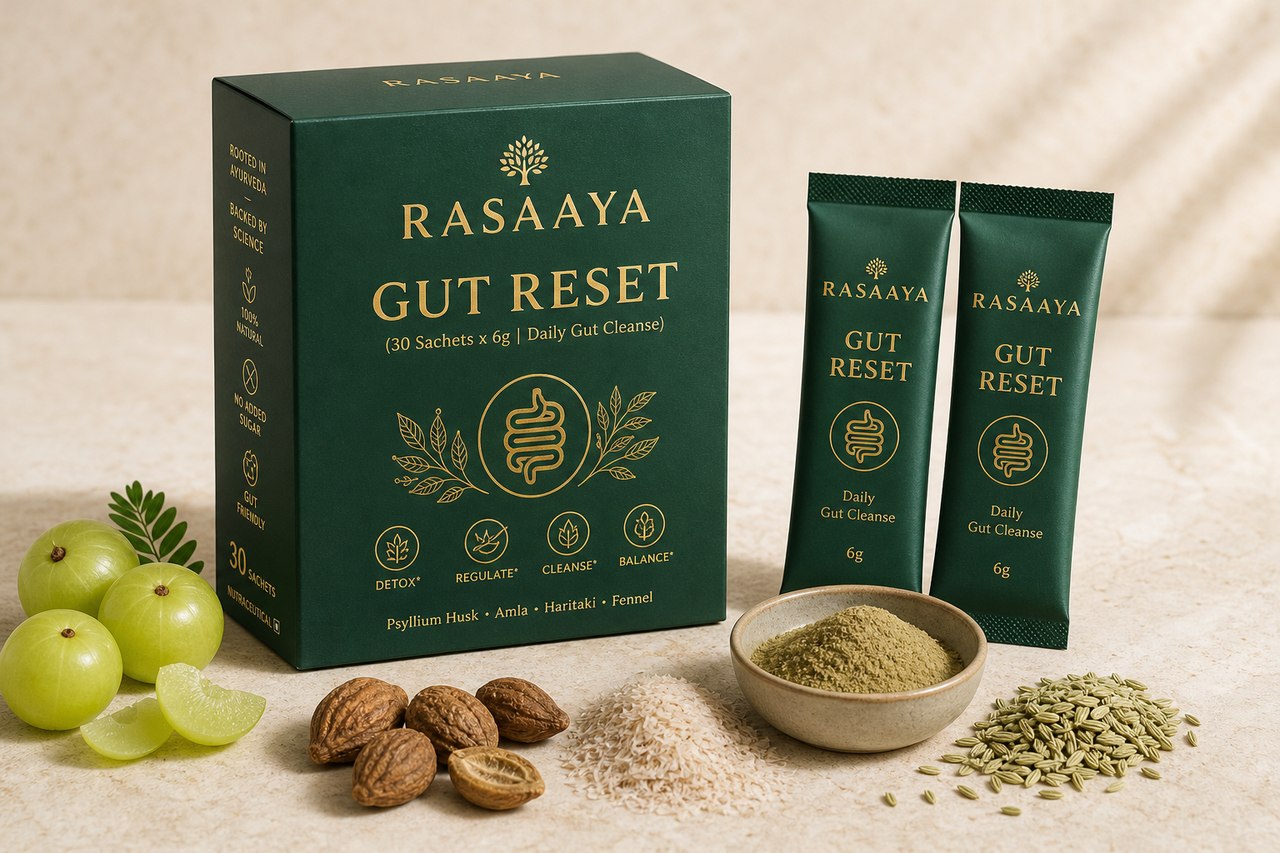 RASAAYA
RASAAYA
GUT RESET
(30 Sachets x 6g | Daily Gut Cleanse)
DETOX*
REGULATE*
CLEANSE*
BALANCE*
Psyllium Husk • Amla • Haritaki • Fennel
ROOTED IN
AYURVEDA
BACKED BY
SCIENCE
100%
NATURAL
NO ADDED
SUGAR
GUT
FRIENDLY
30 SACHETS
NUTRACEUTICAL
RASAAYA
GUT
RESET
Daily
Gut Cleanse
6g
RASAAYA
GUT
RESET
Daily
Gut Cleanse
6g